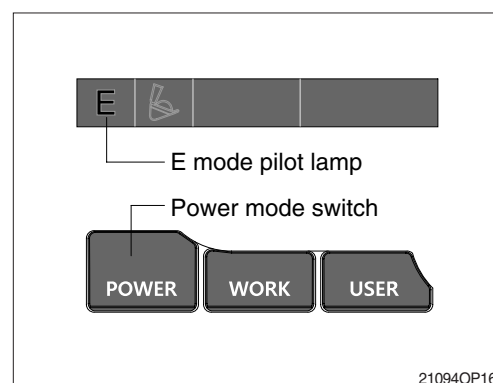 E
E mode pilot lamp
Power mode switch
POWER WORK USER
21094OP16